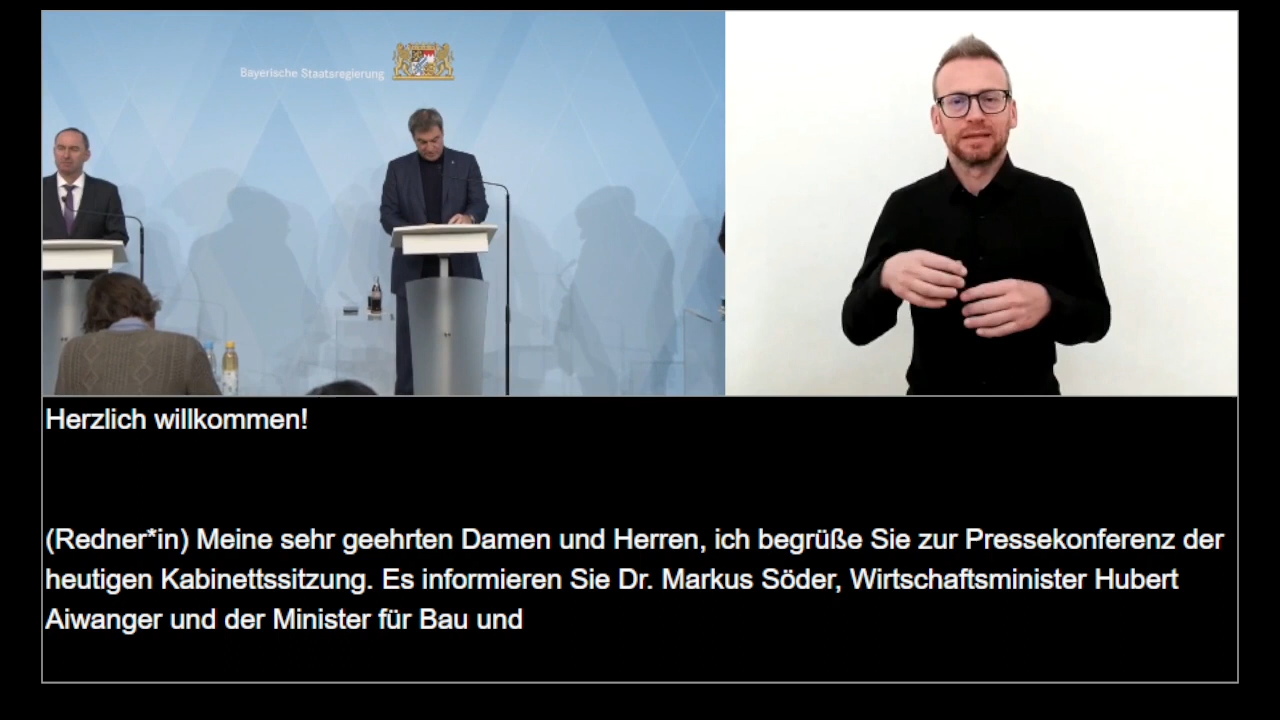 Bayerische Staatsregierung
Herzlich willkommen!
(Redner*in) Meine sehr geehrten Damen und Herren, ich begrüße Sie zur Pressekonferenz der
heutigen Kabinettssitzung. Es informieren Sie Dr. Markus Söder, Wirtschaftsminister Hubert
Aiwanger und der Minister für Bau und